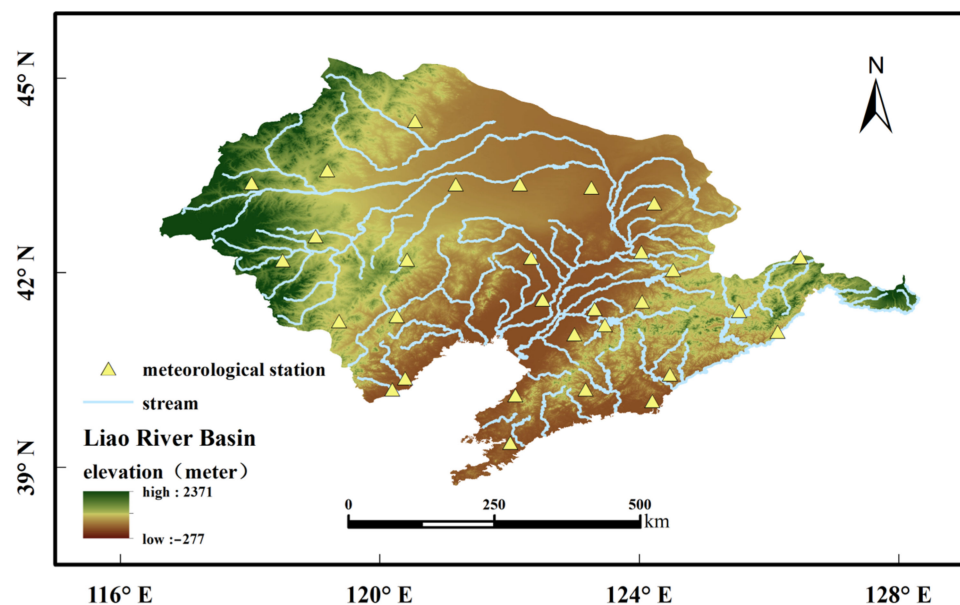 N
45° N
42° N
39° N
meteorological station
stream
Liao River Basin
elevation（meter）
high : 2371
low :-277
0 250 500
km
116° E 120° E 124° E 128° E